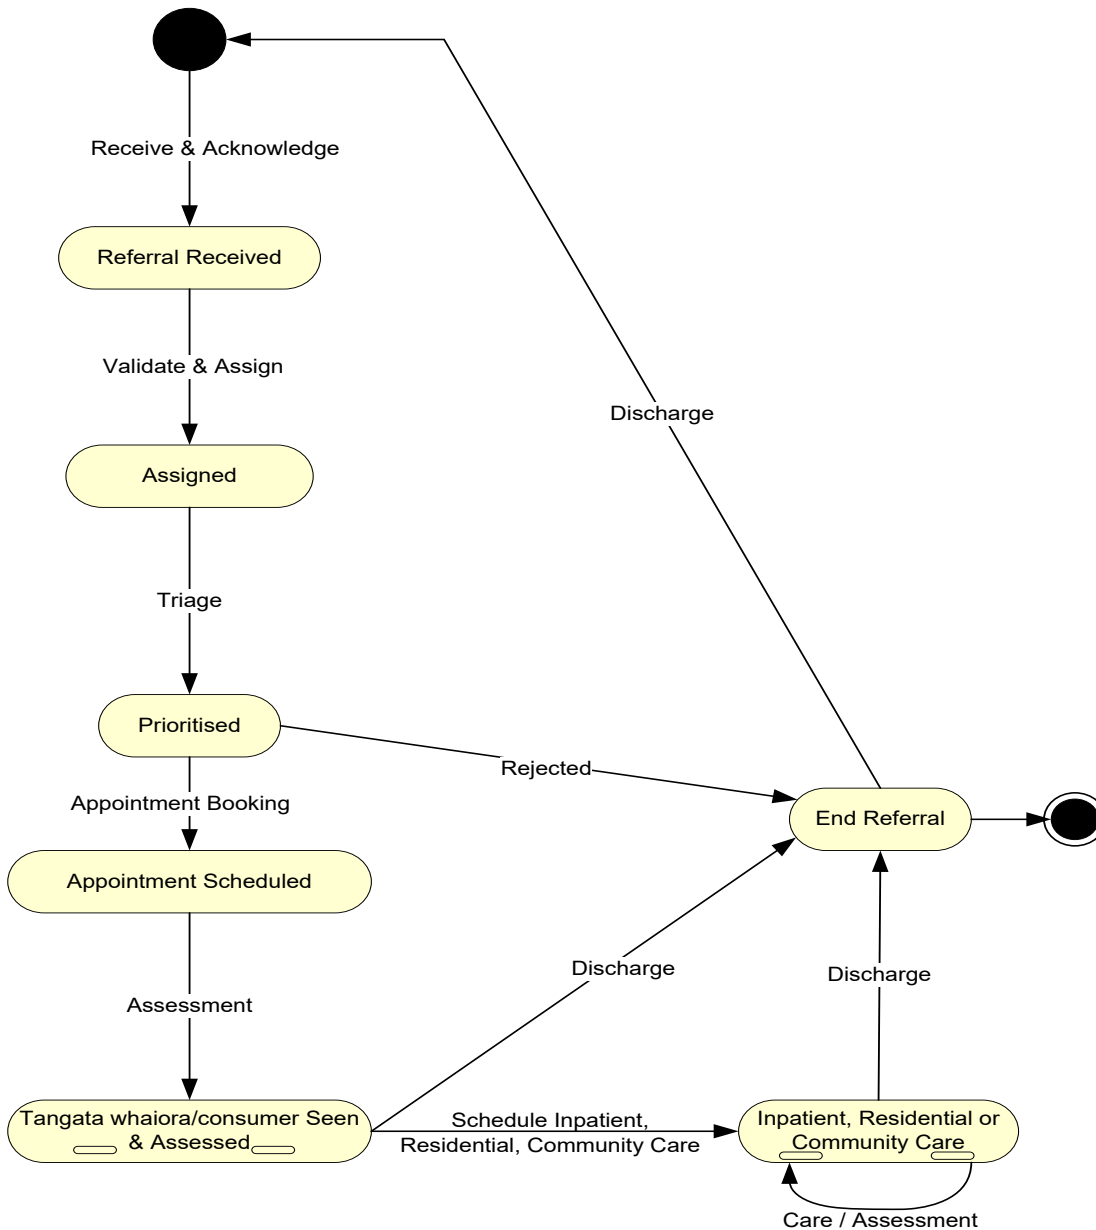 Receive & Acknowledge
Referral Received
Validate & Assign
Discharge
Assigned
Triage
Prioritised
Rejected
Appointment Booking
End Referral
Appointment Scheduled
Discharge
Discharge
Assessment
Tangata whaiora/consumer Seen
& Assessed
Schedule Inpatient,
Residential, Community Care
Inpatient, Residential or
Community Care
Care / Assessment